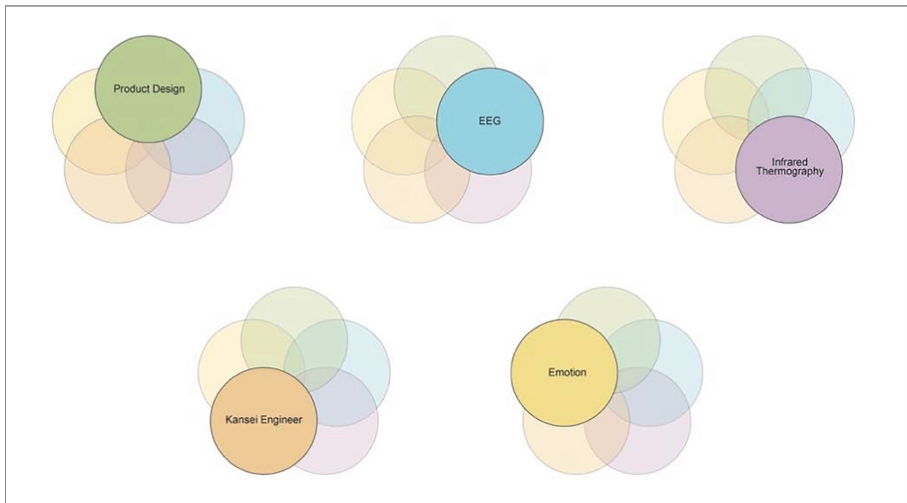 Product Design
EEG
Infrared
Thermography
Kansei Engineer
Emotion